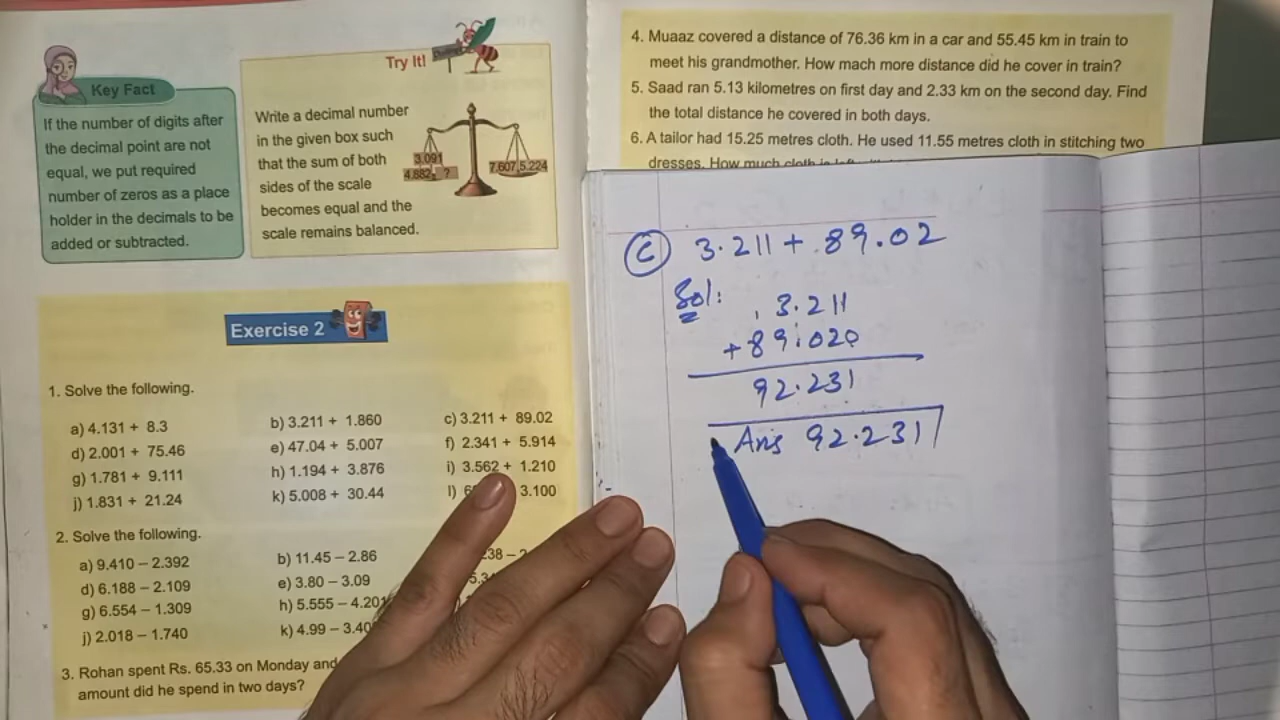 Key Fact
If the number of digits after
the decimal point are not
equal, we put required
number of zeros as a place
holder in the decimals to be
added or subtracted.
Try It!
Write a decimal number
in the given box such
that the sum of both
sides of the scale
becomes equal and the
scale remains balanced.
3.091
4.882, ?
7.607,5.224
Exercise 2
1. Solve the following.
a) 4.131 + 8.3
b) 3.211 + 1.860
c) 3.211 + 89.02
d) 2.001 + 75.46
e) 47.04 + 5.007
f) 2.341 + 5.914
g) 1.781 + 9.111
h) 1.194 + 3.876
i) 3.562 + 1.210
j) 1.831 + 21.24
k) 5.008 + 30.44
l) 3.100
2. Solve the following.
a) 9.410 – 2.392
b) 11.45 – 2.86
d) 6.188 – 2.109
e) 3.80 – 3.09
g) 6.554 – 1.309
h) 5.555 – 4.201
j) 2.018 – 1.740
k) 4.99 – 3.40
3. Rohan spent Rs. 65.33 on Monday and
amount did he spend in two days?
4. Muaaz covered a distance of 76.36 km in a car and 55.45 km in train to
meet his grandmother. How mach more distance did he cover in train?
5. Saad ran 5.13 kilometres on first day and 2.33 km on the second day. Find
the total distance he covered in both days.
6. A tailor had 15.25 metres cloth. He used 11.55 metres cloth in stitching two
dresses. How much cloth is left
C 3.211 + 89.02
Sol:
3.211
+89.020
92.231
Ans 92.231